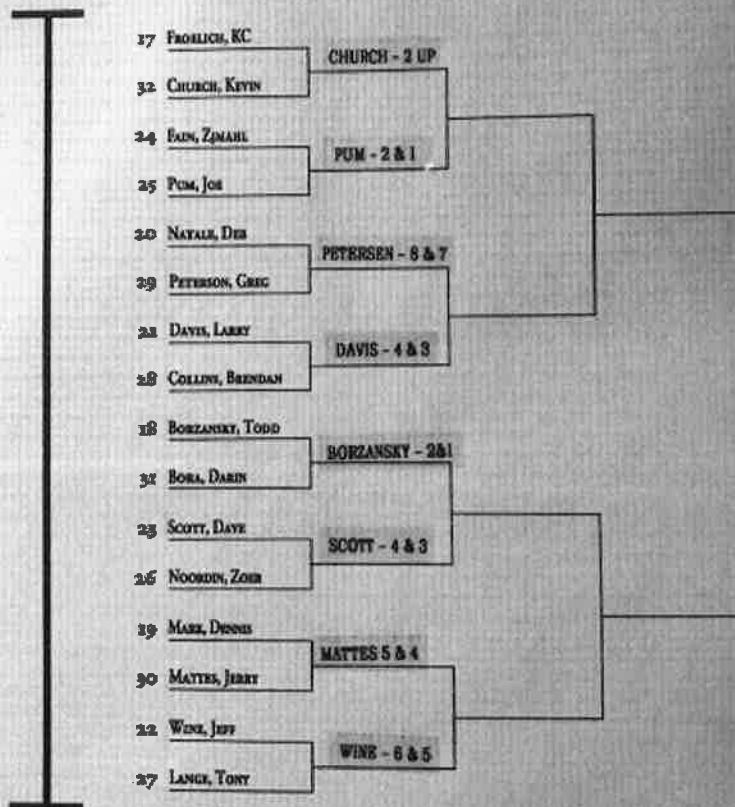 17 FROELICH, KC
CHURCH - 2 UP
32 CHURCH, KEVIN
24 FAIN, ZJMAHL
PUM - 2 & 1
25 PUM, JOE
20 NATALE, DEB
PETERSEN - 8 & 7
29 PETERSON, GREG
21 DAVIS, LARRY
DAVIS - 4 & 3
28 COLLINS, BRENDAN
18 BORZANSKY, TODD
BORZANSKY - 2&1
31 BORA, DARIN
23 SCOTT, DAVE
SCOTT - 4 & 3
26 NOORDIN, ZOEB
19 MARK, DENNIS
MATTES 5 & 4
30 MATTES, JERRY
22 WINE, JEFF
WINE - 6 & 5
27 LANGE, TONY